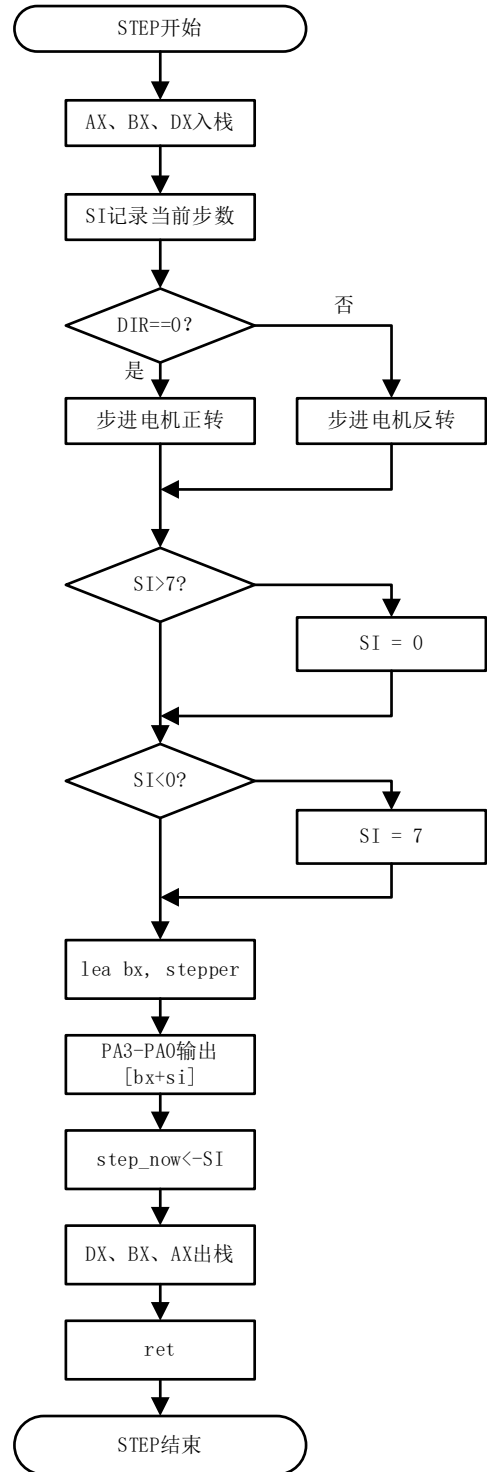 STEP开始
AX、BX、DX入栈
SI记录当前步数
DIR==0?
否
是
步进电机正转
步进电机反转
SI>7?
SI = 0
SI<0?
SI = 7
lea bx, stepper
PA3-PA0输出
[bx+si]
step_now<-SI
DX、BX、AX出栈
ret
STEP结束